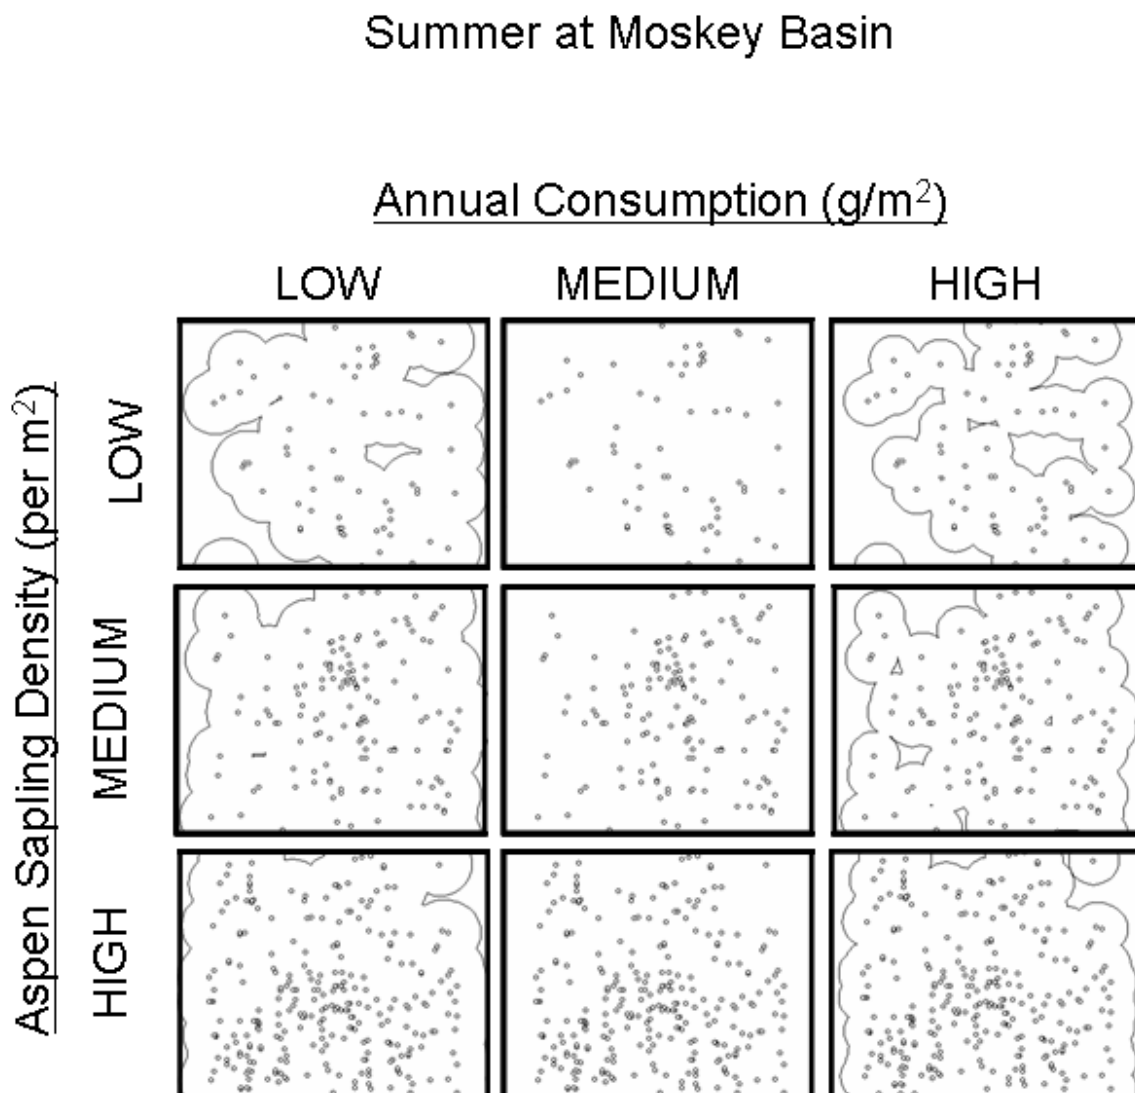 Summer at Moskey Basin
Annual Consumption (g/m²)
LOW
MEDIUM
HIGH
Aspen Sapling Density (per m²)
LOW
MEDIUM
HIGH